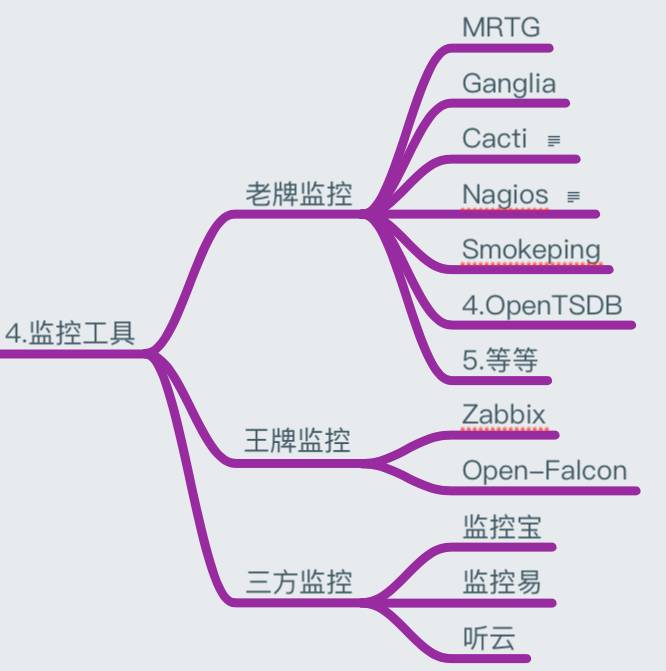 4.监控工具
老牌监控
MRTG
Ganglia
Cacti
Nagios
Smokeping
4.OpenTSDB
5.等等
王牌监控
Zabbix
Open-Falcon
三方监控
监控宝
监控易
听云